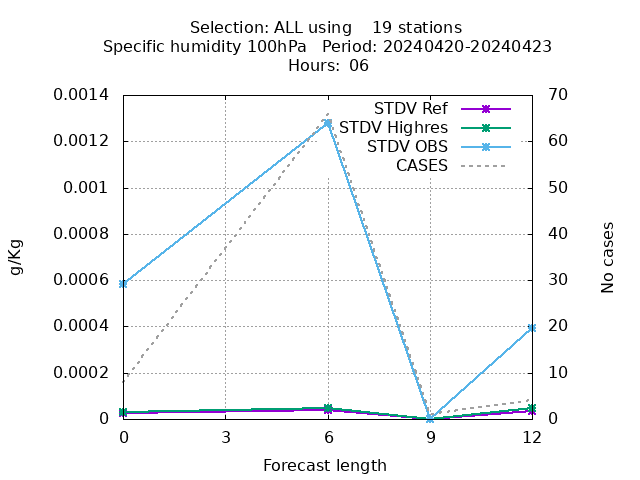 Selection: ALL using    19 stations
Specific humidity 100hPa   Period: 20240420-20240423
Hours: 06
0.0014
70
STDV Ref
STDV Highres
STDV OBS
CASES
0.0012
60
0.001
50
0.0008
40
0.0006
30
0.0004
20
0.0002
10
0
0
g/Kg
No cases
0 3 6 9 12
Forecast length